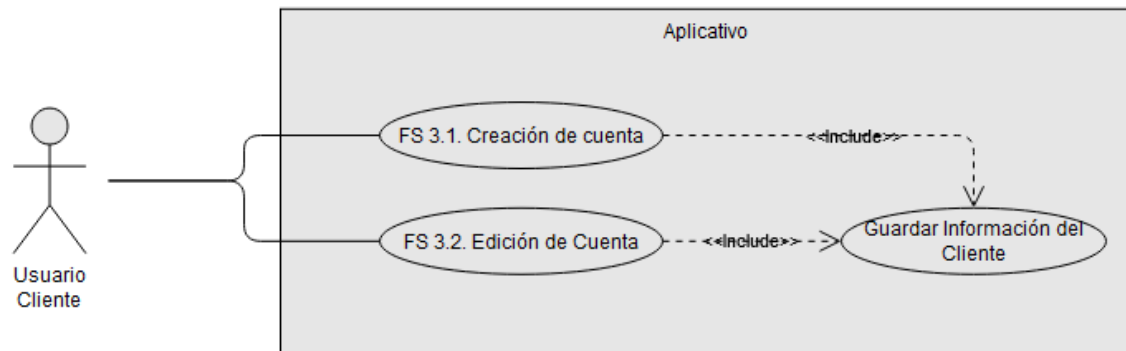 Aplicativo
FS 3.1. Creación de cuenta
<<Include>>
FS 3.2. Edición de Cuenta
<<Include>>
Guardar Información del
Cliente
Usuario
Cliente